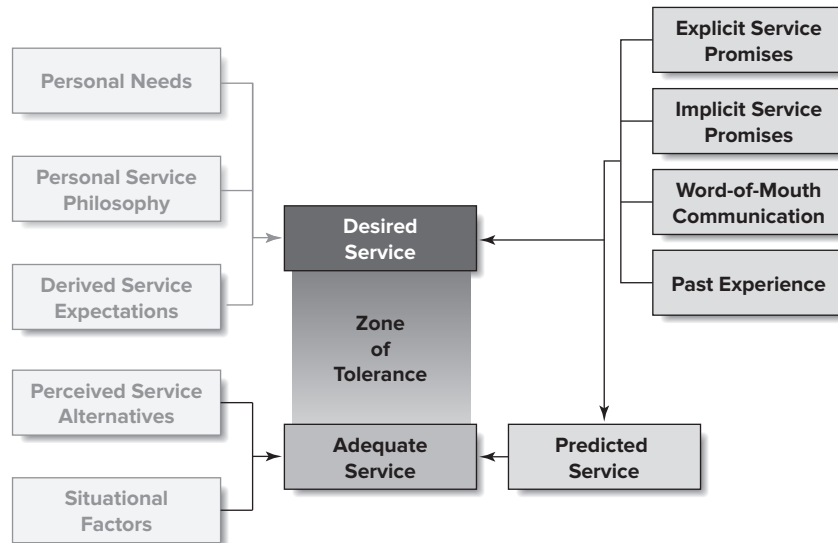 Personal Needs
Personal Service
Philosophy
Derived Service
Expectations
Perceived Service
Alternatives
Situational
Factors
Desired
Service
Zone
of
Tolerance
Adequate
Service
Predicted
Service
Explicit Service
Promises
Implicit Service
Promises
Word-of-Mouth
Communication
Past Experience